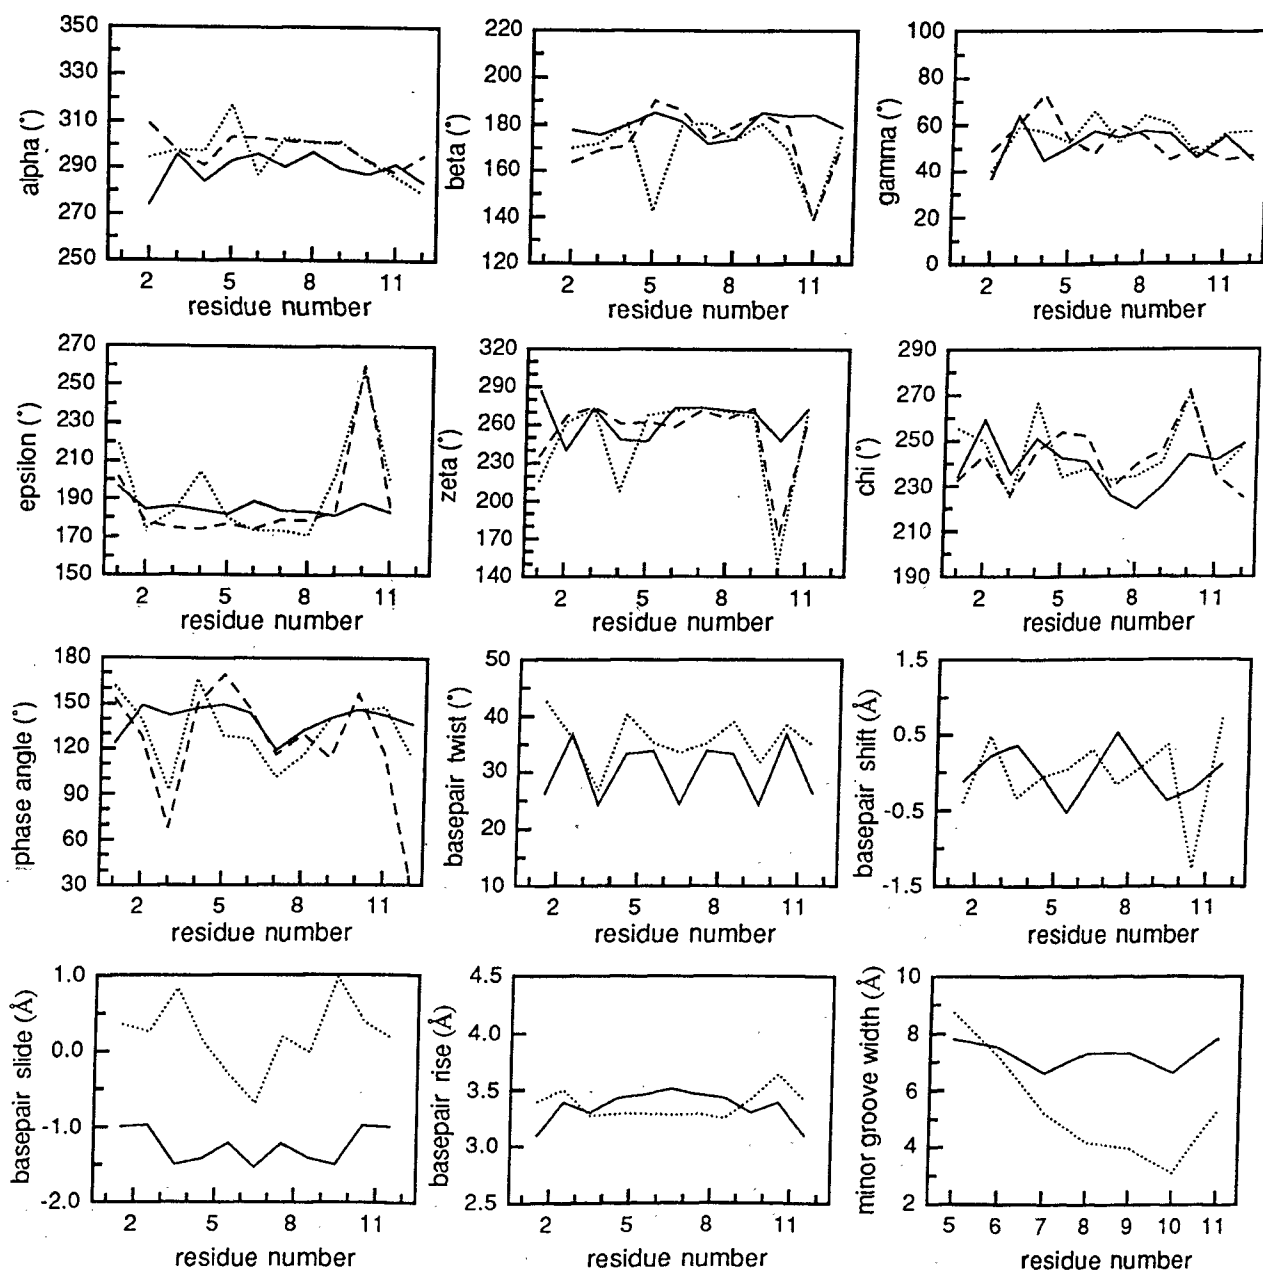 350
330
310
290
270
250
alpha (°)
2 5 8 11
residue number
220
200
180
160
140
120
beta (°)
2 5 8 11
residue number
100
80
60
40
20
0
gamma (°)
2 5 8 11
residue number
270
250
230
210
190
170
150
epsilon (°)
2 5 8 11
residue number
320
290
260
230
200
170
140
zeta (°)
2 5 8 11
residue number
290
270
250
230
210
190
chi (°)
2 5 8 11
residue number
180
150
120
90
60
30
phase angle (°)
2 5 8 11
residue number
50
40
30
20
10
basepair twist (°)
2 5 8 11
residue number
1.5
0.5
-0.5
-1.5
basepair shift (Å)
2 5 8 11
residue number
1.0
0.0
-1.0
-2.0
basepair slide (Å)
2 5 8 11
residue number
4.5
4.0
3.5
3.0
2.5
basepair rise (Å)
2 5 8 11
residue number
10
8
6
4
2
minor groove width (Å)
5 6 7 8 9 10 11
residue number